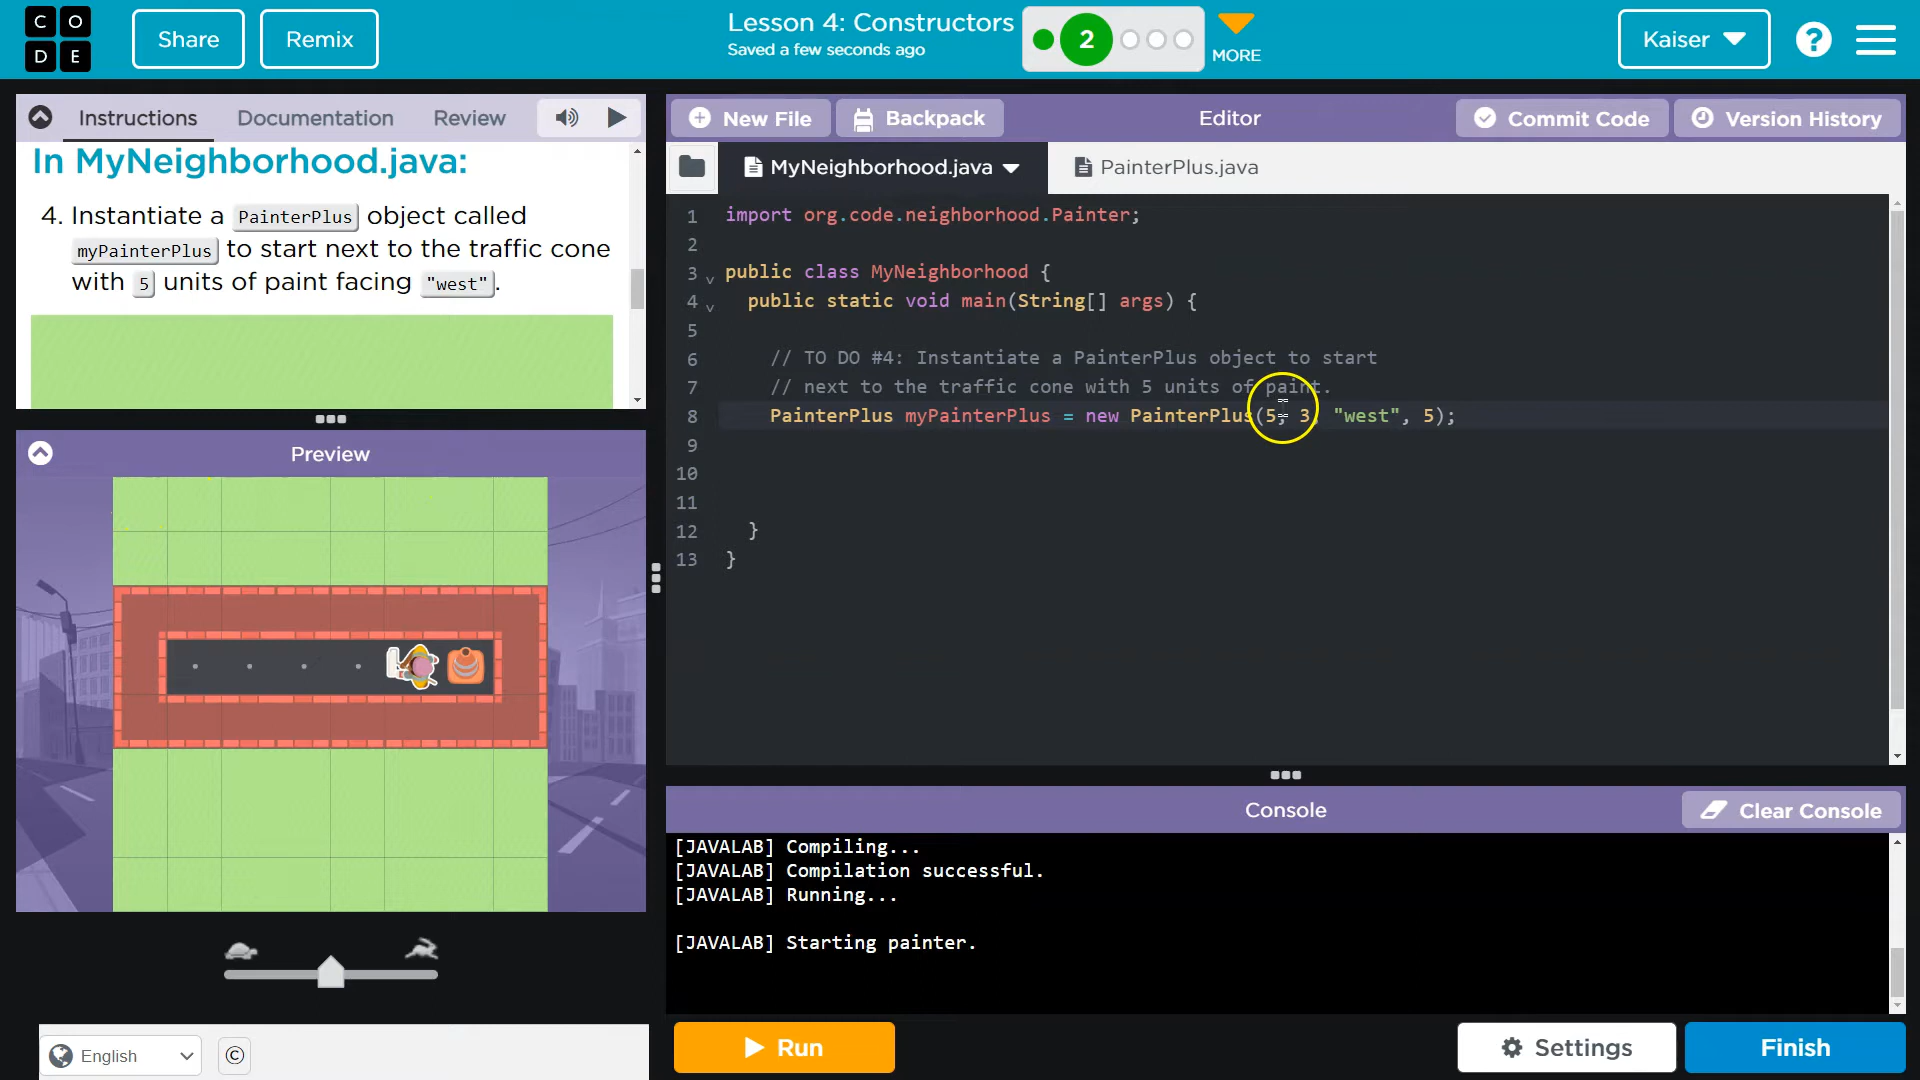 CODE
Share
Remix
Lesson 4: Constructors
Saved a few seconds ago
2
MORE
Kaiser
?
Instructions
Documentation
Review
In MyNeighborhood.java:
4. Instantiate a PainterPlus object called
myPainterPlus to start next to the traffic cone
with 5 units of paint facing "west".
Preview
New File
Backpack
Editor
Commit Code
Version History
MyNeighborhood.java
PainterPlus.java
1 import org.code.neighborhood.Painter;
2
3 public class MyNeighborhood {
4 public static void main(String[] args) {
5
6 // TO DO #4: Instantiate a PainterPlus object to start
7 // next to the traffic cone with 5 units of paint.
8 PainterPlus myPainterPlus = new PainterPlus(5, 3, "west", 5);
9
10
11
12 }
13 }
Console
Clear Console
[JAVALAB] Compiling...
[JAVALAB] Compilation successful.
[JAVALAB] Running...
[JAVALAB] Starting painter.
English
©
Run
Settings
Finish